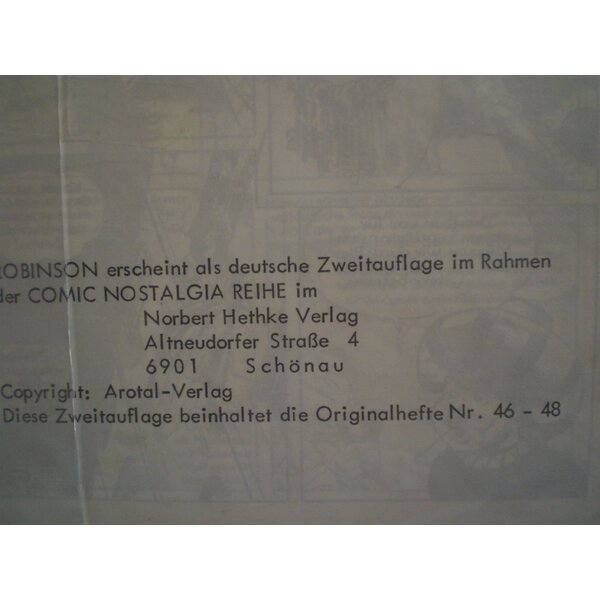 ROBINSON erscheint als deutsche Zweitauflage im Rahmen
der COMIC NOSTALGIA REIHE im
Norbert Hethke Verlag
Altneudorfer Straße 4
6901 Schönau
Copyright: Arotal-Verlag
Diese Zweitauflage beinhaltet die Originalhefte Nr. 46 - 48